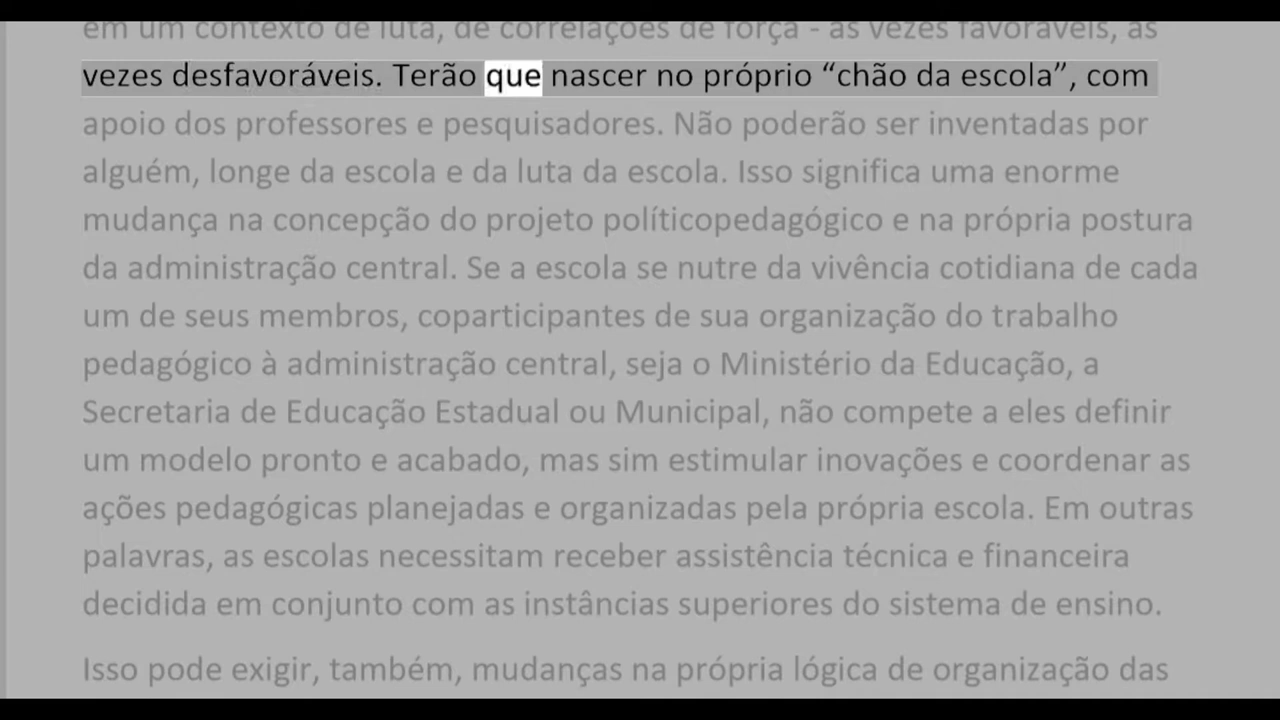 em um contexto de luta, de correlações de força - as vezes favoráveis, as
vezes desfavoráveis. Terão que nascer no próprio “chão da escola”, com
apoio dos professores e pesquisadores. Não poderão ser inventadas por
alguém, longe da escola e da luta da escola. Isso significa uma enorme
mudança na concepção do projeto políticopedagógico e na própria postura
da administração central. Se a escola se nutre da vivência cotidiana de cada
um de seus membros, coparticipantes de sua organização do trabalho
pedagógico à administração central, seja o Ministério da Educação, a
Secretaria de Educação Estadual ou Municipal, não compete a eles definir
um modelo pronto e acabado, mas sim estimular inovações e coordenar as
ações pedagógicas planejadas e organizadas pela própria escola. Em outras
palavras, as escolas necessitam receber assistência técnica e financeira
decidida em conjunto com as instâncias superiores do sistema de ensino.
Isso pode exigir, também, mudanças na própria lógica de organização das